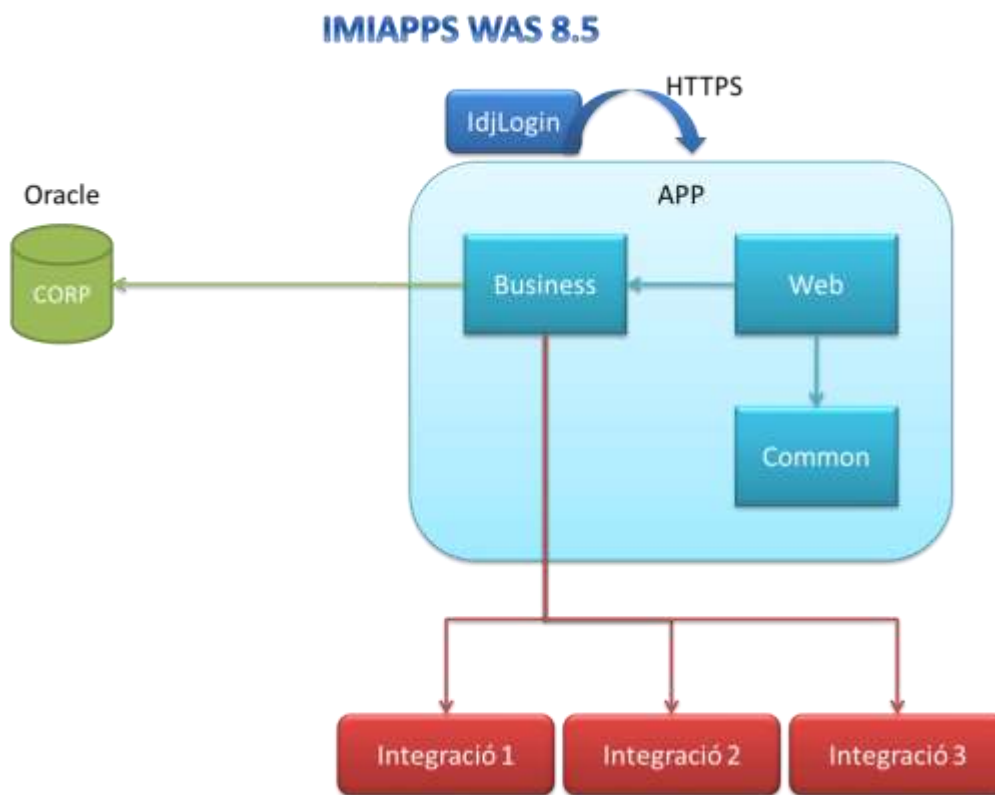 IMIAPPS WAS 8.5
HTTPS
IdjLogin
Oracle
APP
CORP
Business
Web
Common
Integració 1
Integració 2
Integració 3